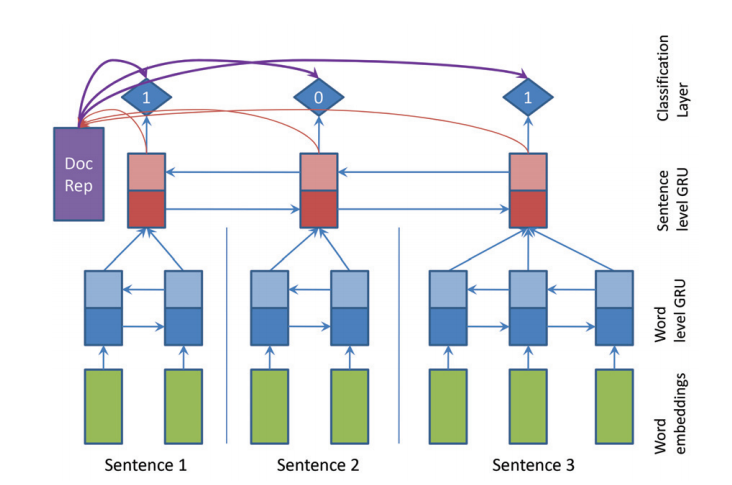 1
0
1
Classification
Layer
Doc
Rep
Sentence
level GRU
Word
level GRU
Word
embeddings
Sentence 1
Sentence 2
Sentence 3